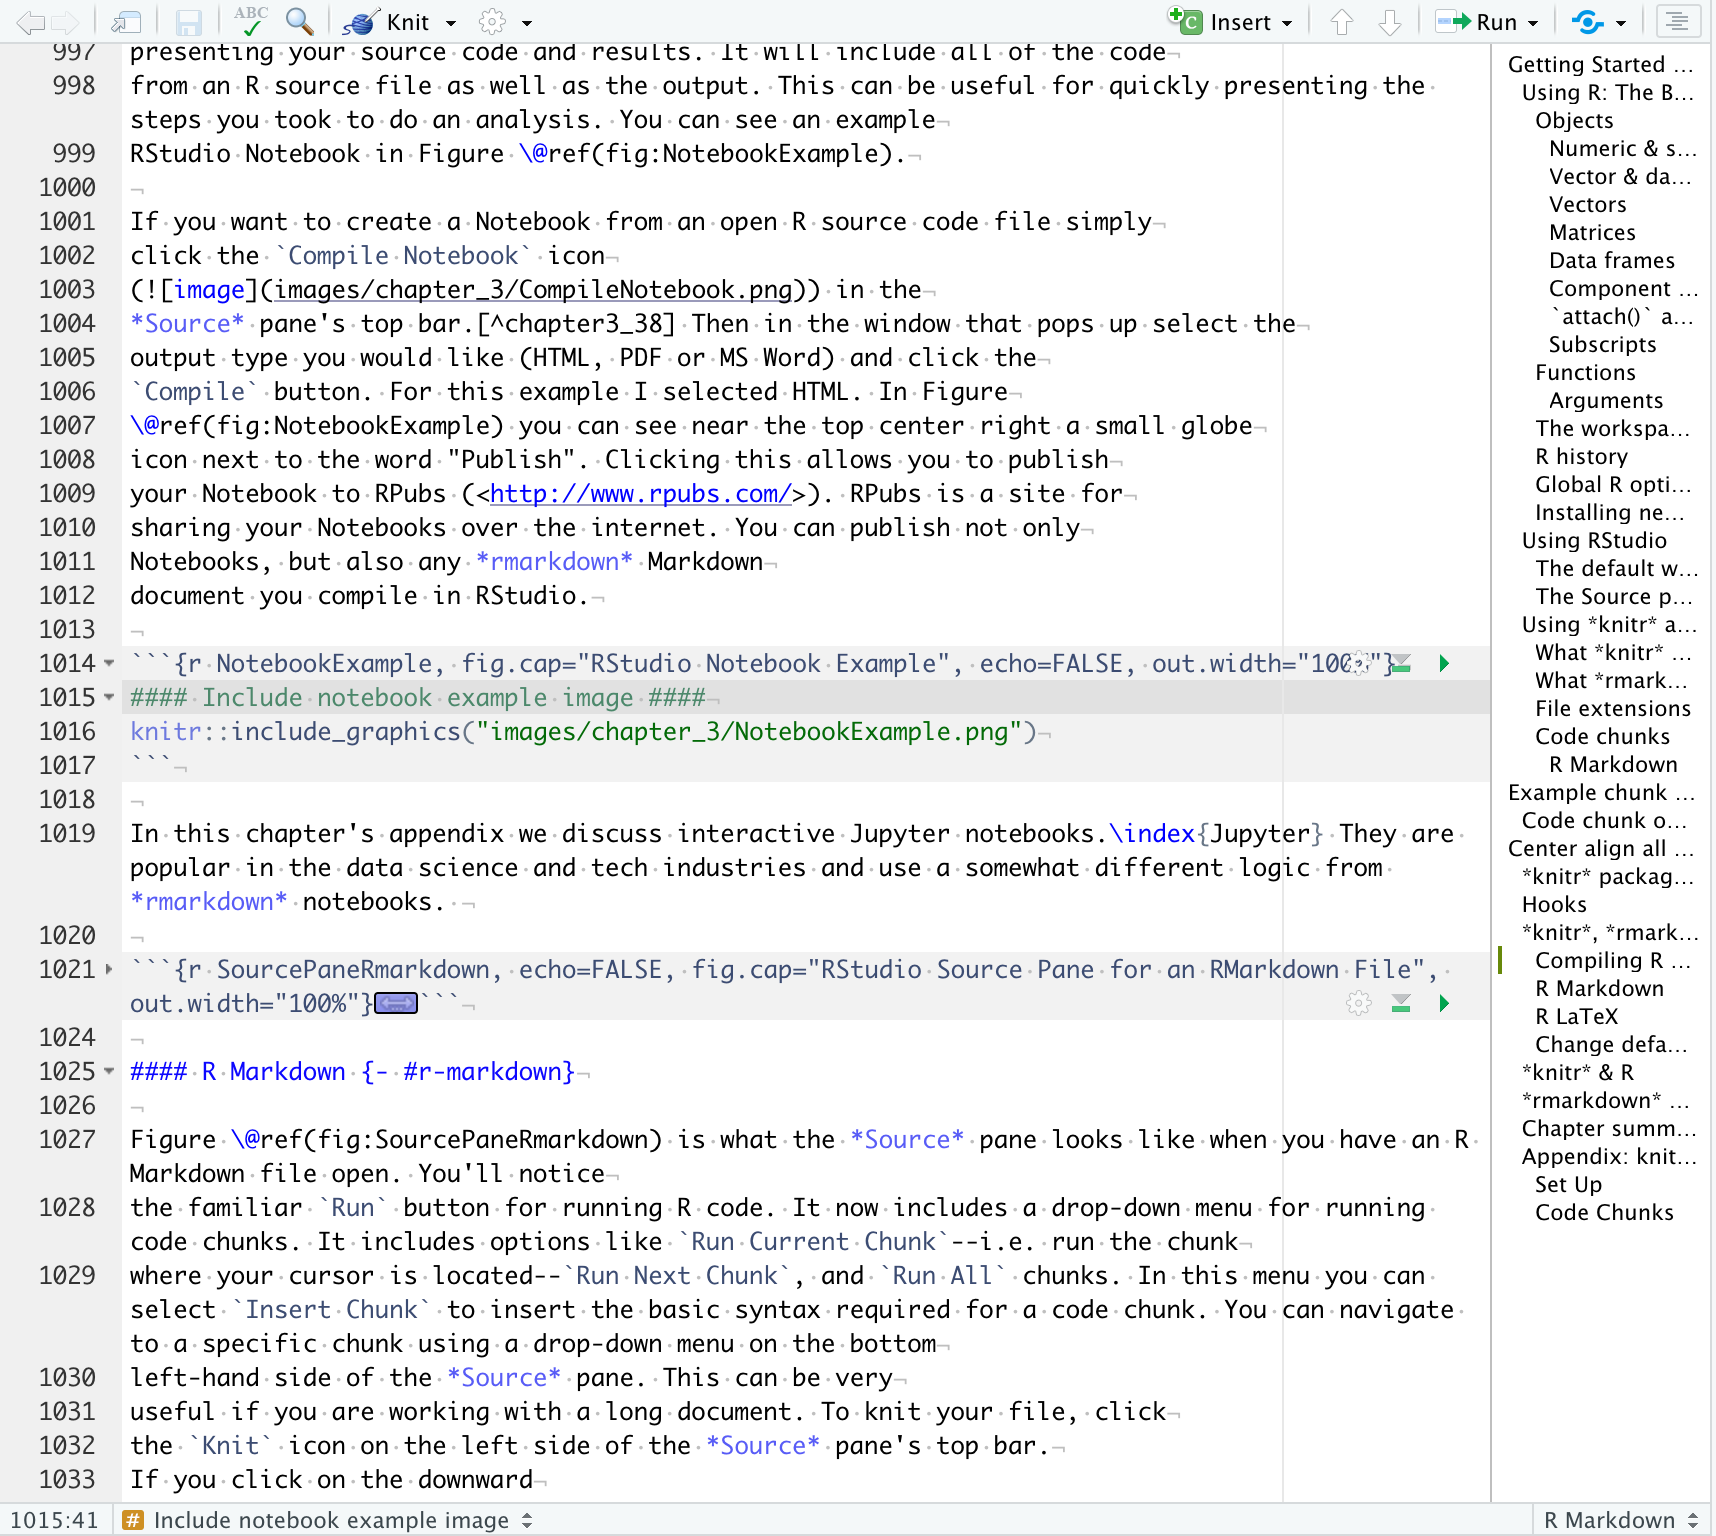 ABC Knit Insert Run
997 presenting your source code and results. It will include all of the code
998 from an R source file as well as the output. This can be useful for quickly presenting the
steps you took to do an analysis. You can see an example
999 RStudio Notebook in Figure \@ref(fig:NotebookExample).
1000
1001 If you want to create a Notebook from an open R source code file simply
1002 click the `Compile Notebook` icon
1003 (![image](images/chapter_3/CompileNotebook.png)) in the
1004 *Source* pane's top bar.[^chapter3_38] Then in the window that pops up select the
1005 output type you would like (HTML, PDF or MS Word) and click the
1006 `Compile` button. For this example I selected HTML. In Figure
1007 \@ref(fig:NotebookExample) you can see near the top center right a small globe
1008 icon next to the word "Publish". Clicking this allows you to publish
1009 your Notebook to RPubs (<http://www.rpubs.com/>). RPubs is a site for
1010 sharing your Notebooks over the internet. You can publish not only
1011 Notebooks, but also any *rmarkdown* Markdown
1012 document you compile in RStudio.
1013
1014 ```{r NotebookExample, fig.cap="RStudio Notebook Example", echo=FALSE, out.width="100%"}
1015 #### Include notebook example image ####
1016 knitr::include_graphics("images/chapter_3/NotebookExample.png")
1017 ```
1018
1019 In this chapter's appendix we discuss interactive Jupyter notebooks.\index{Jupyter} They are
popular in the data science and tech industries and use a somewhat different logic from
*rmarkdown* notebooks.
1020
1021 ```{r SourcePaneRmarkdown, echo=FALSE, fig.cap="RStudio Source Pane for an RMarkdown File",
out.width="100%"}```
1024
1025 #### R Markdown {- #r-markdown}
1026
1027 Figure \@ref(fig:SourcePaneRmarkdown) is what the *Source* pane looks like when you have an R
Markdown file open. You'll notice
1028 the familiar `Run` button for running R code. It now includes a drop-down menu for running
code chunks. It includes options like `Run Current Chunk`--i.e. run the chunk
1029 where your cursor is located--`Run Next Chunk`, and `Run All` chunks. In this menu you can
select `Insert Chunk` to insert the basic syntax required for a code chunk. You can navigate
to a specific chunk using a drop-down menu on the bottom
1030 left-hand side of the *Source* pane. This can be very
1031 useful if you are working with a long document. To knit your file, click
1032 the `Knit` icon on the left side of the *Source* pane's top bar.
1033 If you click on the downward
Getting Started ...
Using R: The B...
Objects
Numeric & s...
Vector & da...
Vectors
Matrices
Data frames
Component ...
`attach()` a...
Subscripts
Functions
Arguments
The workspa...
R history
Global R opti...
Installing ne...
Using RStudio
The default w...
The Source p...
Using *knitr* a...
What *knitr* ...
What *rmark...
File extensions
Code chunks
R Markdown
Example chunk ...
Code chunk o...
Center align all ...
*knitr* packag...
Hooks
*knitr*, *rmark...
Compiling R ...
R Markdown
R LaTeX
Change defa...
*knitr* & R
*rmarkdown* ...
Chapter summ...
Appendix: knit...
Set Up
Code Chunks
1015:41 # Include notebook example image R Markdown